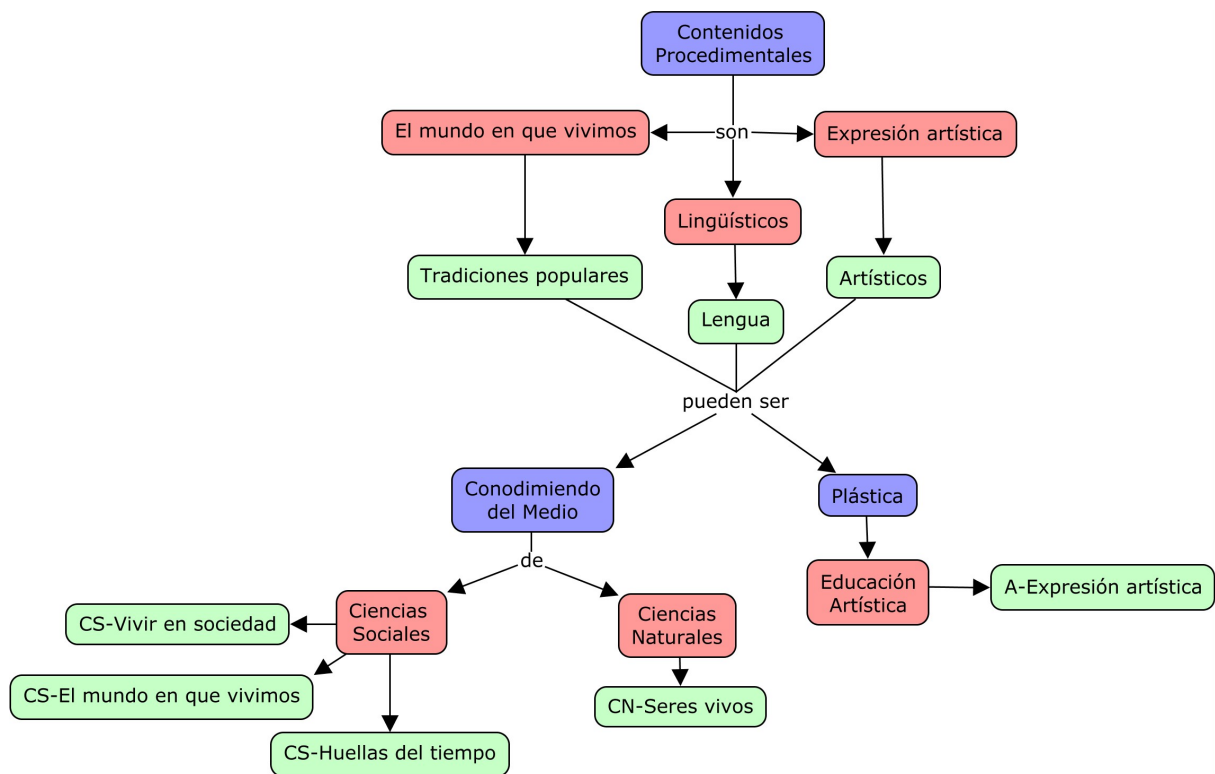 Contenidos
Procedimentales
El mundo en que vivimos
son
Expresión artística
Lingüísticos
Tradiciones populares
Artísticos
Lengua
pueden ser
Conodimiendo
del Medio
Plástica
de
Educación
Artística
A-Expresión artística
Ciencias
Sociales
Ciencias
Naturales
CS-Vivir en sociedad
CS-El mundo en que vivimos
CN-Seres vivos
CS-Huellas del tiempo